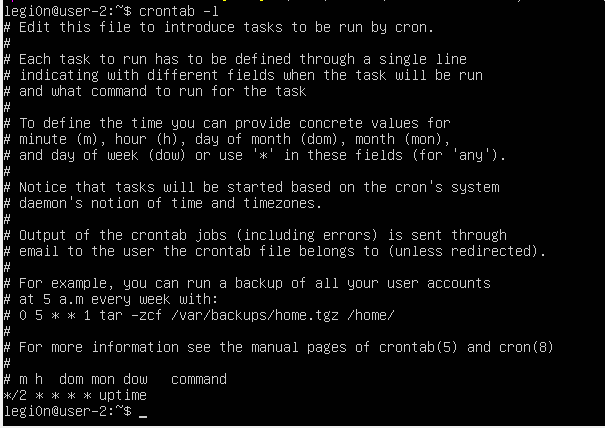 legi0n@user-2:~$ crontab -l
# Edit this file to introduce tasks to be run by cron.
#
# Each task to run has to be defined through a single line
# indicating with different fields when the task will be run
# and what command to run for the task
#
# To define the time you can provide concrete values for
# minute (m), hour (h), day of month (dom), month (mon),
# and day of week (dow) or use '*' in these fields (for 'any').
#
# Notice that tasks will be started based on the cron's system
# daemon's notion of time and timezones.
#
# Output of the crontab jobs (including errors) is sent through
# email to the user the crontab file belongs to (unless redirected).
#
# For example, you can run a backup of all your user accounts
# at 5 a.m every week with:
# 0 5 * * 1 tar -zcf /var/backups/home.tgz /home/
#
# For more information see the manual pages of crontab(5) and cron(8)
#
# m h  dom mon dow   command
*/2 * * * * uptime
legi0n@user-2:~$ _